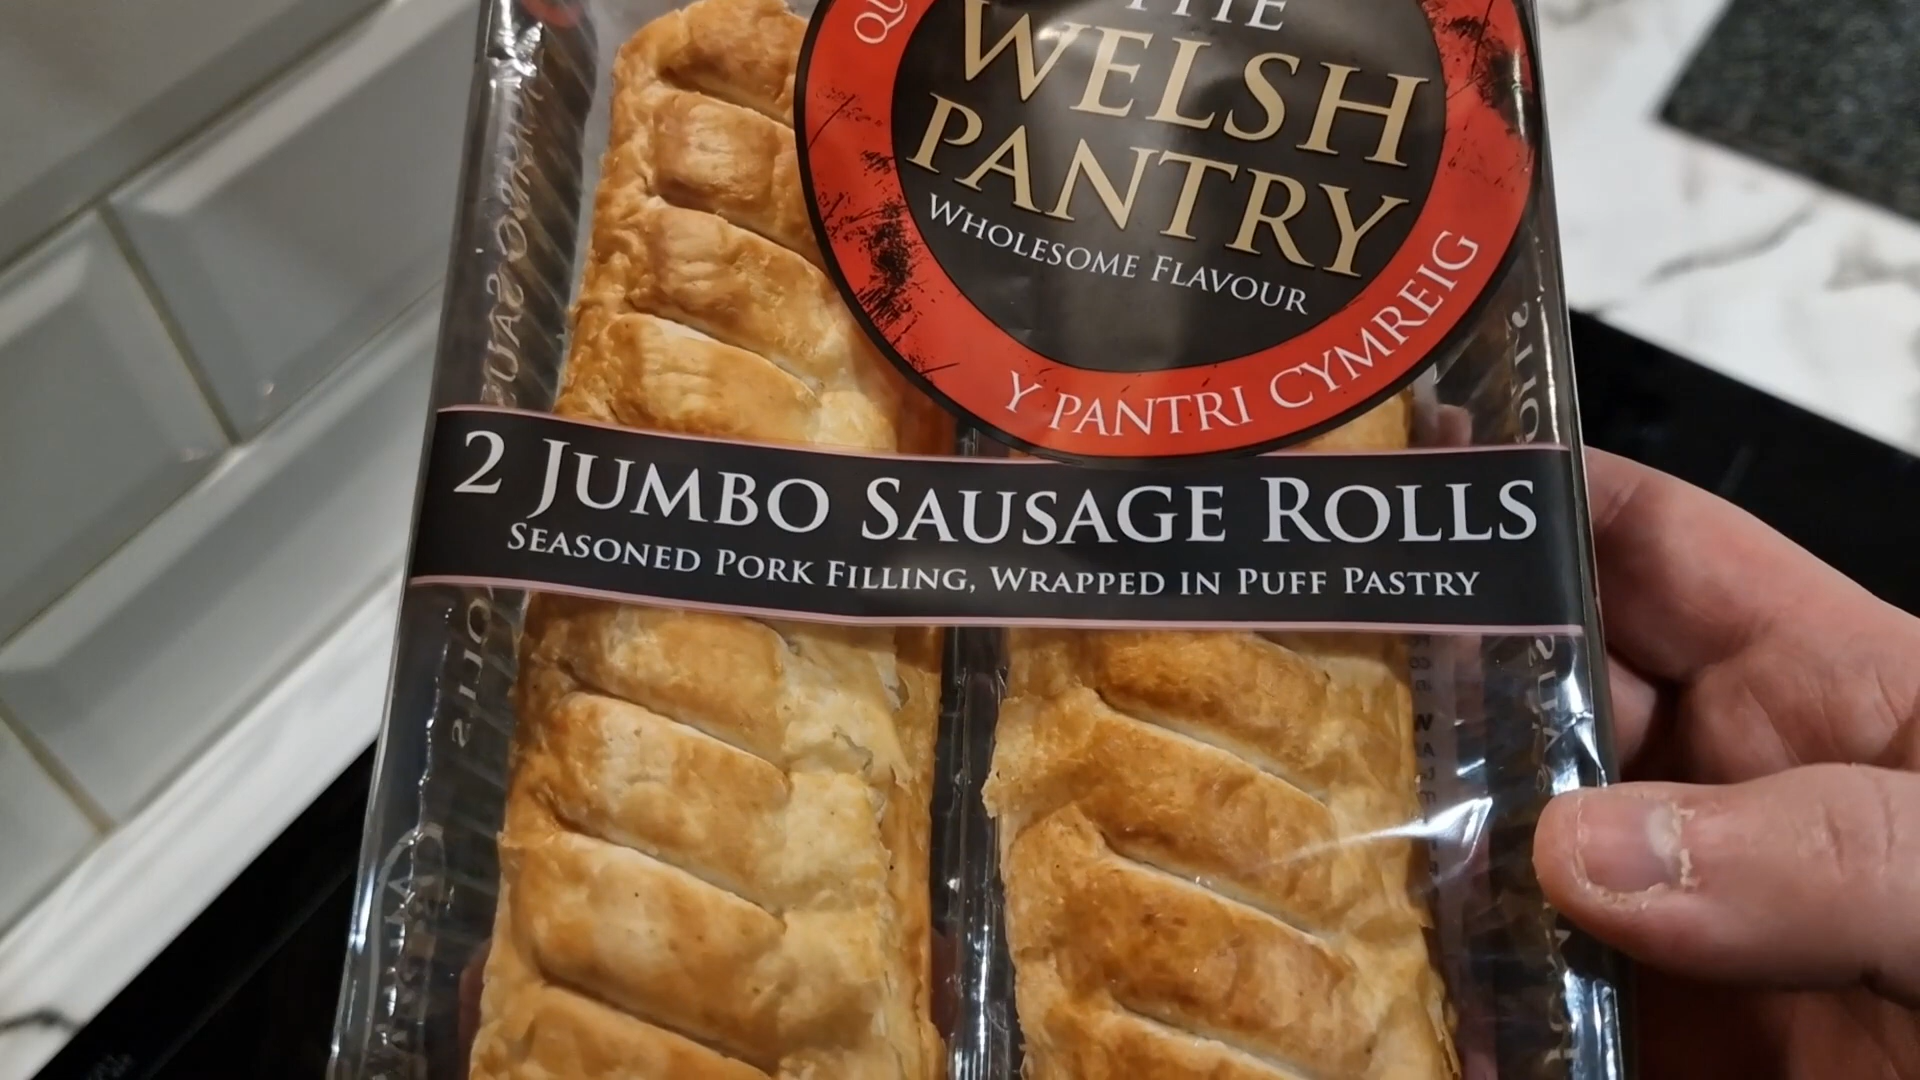 THE
WELSH
PANTRY
WHOLESOME FLAVOUR
Y PANTRI CYMREIG
2 JUMBO SAUSAGE ROLLS
SEASONED PORK FILLING, WRAPPED IN PUFF PASTRY